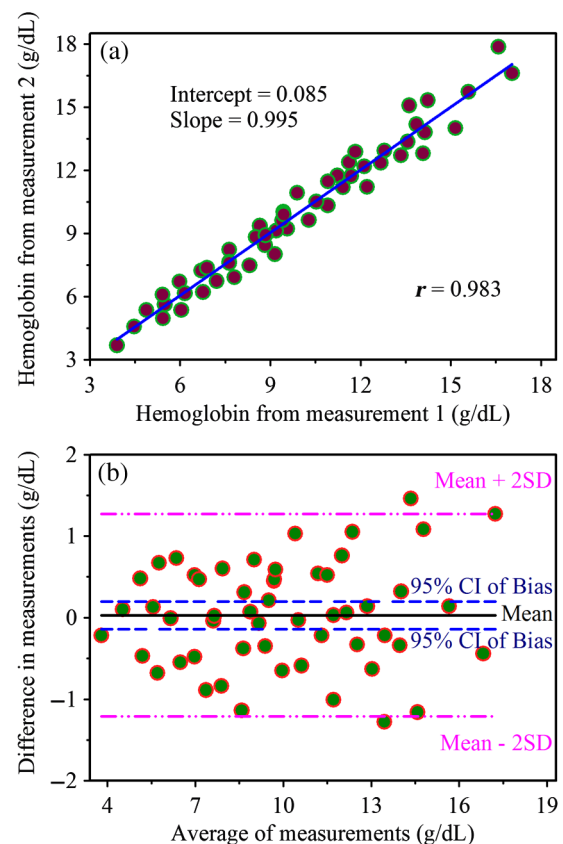 (a)
Intercept = 0.085
Slope = 0.995
r = 0.983
18
15
12
9
6
3
Hemoglobin from measurement 2 (g/dL)
3 6 9 12 15 18
Hemoglobin from measurement 1 (g/dL)
(b)
Mean + 2SD
95% CI of Bias
Mean
95% CI of Bias
Mean - 2SD
2
1
0
−1
−2
Difference in measurements (g/dL)
4 7 10 13 16 19
Average of measurements (g/dL)